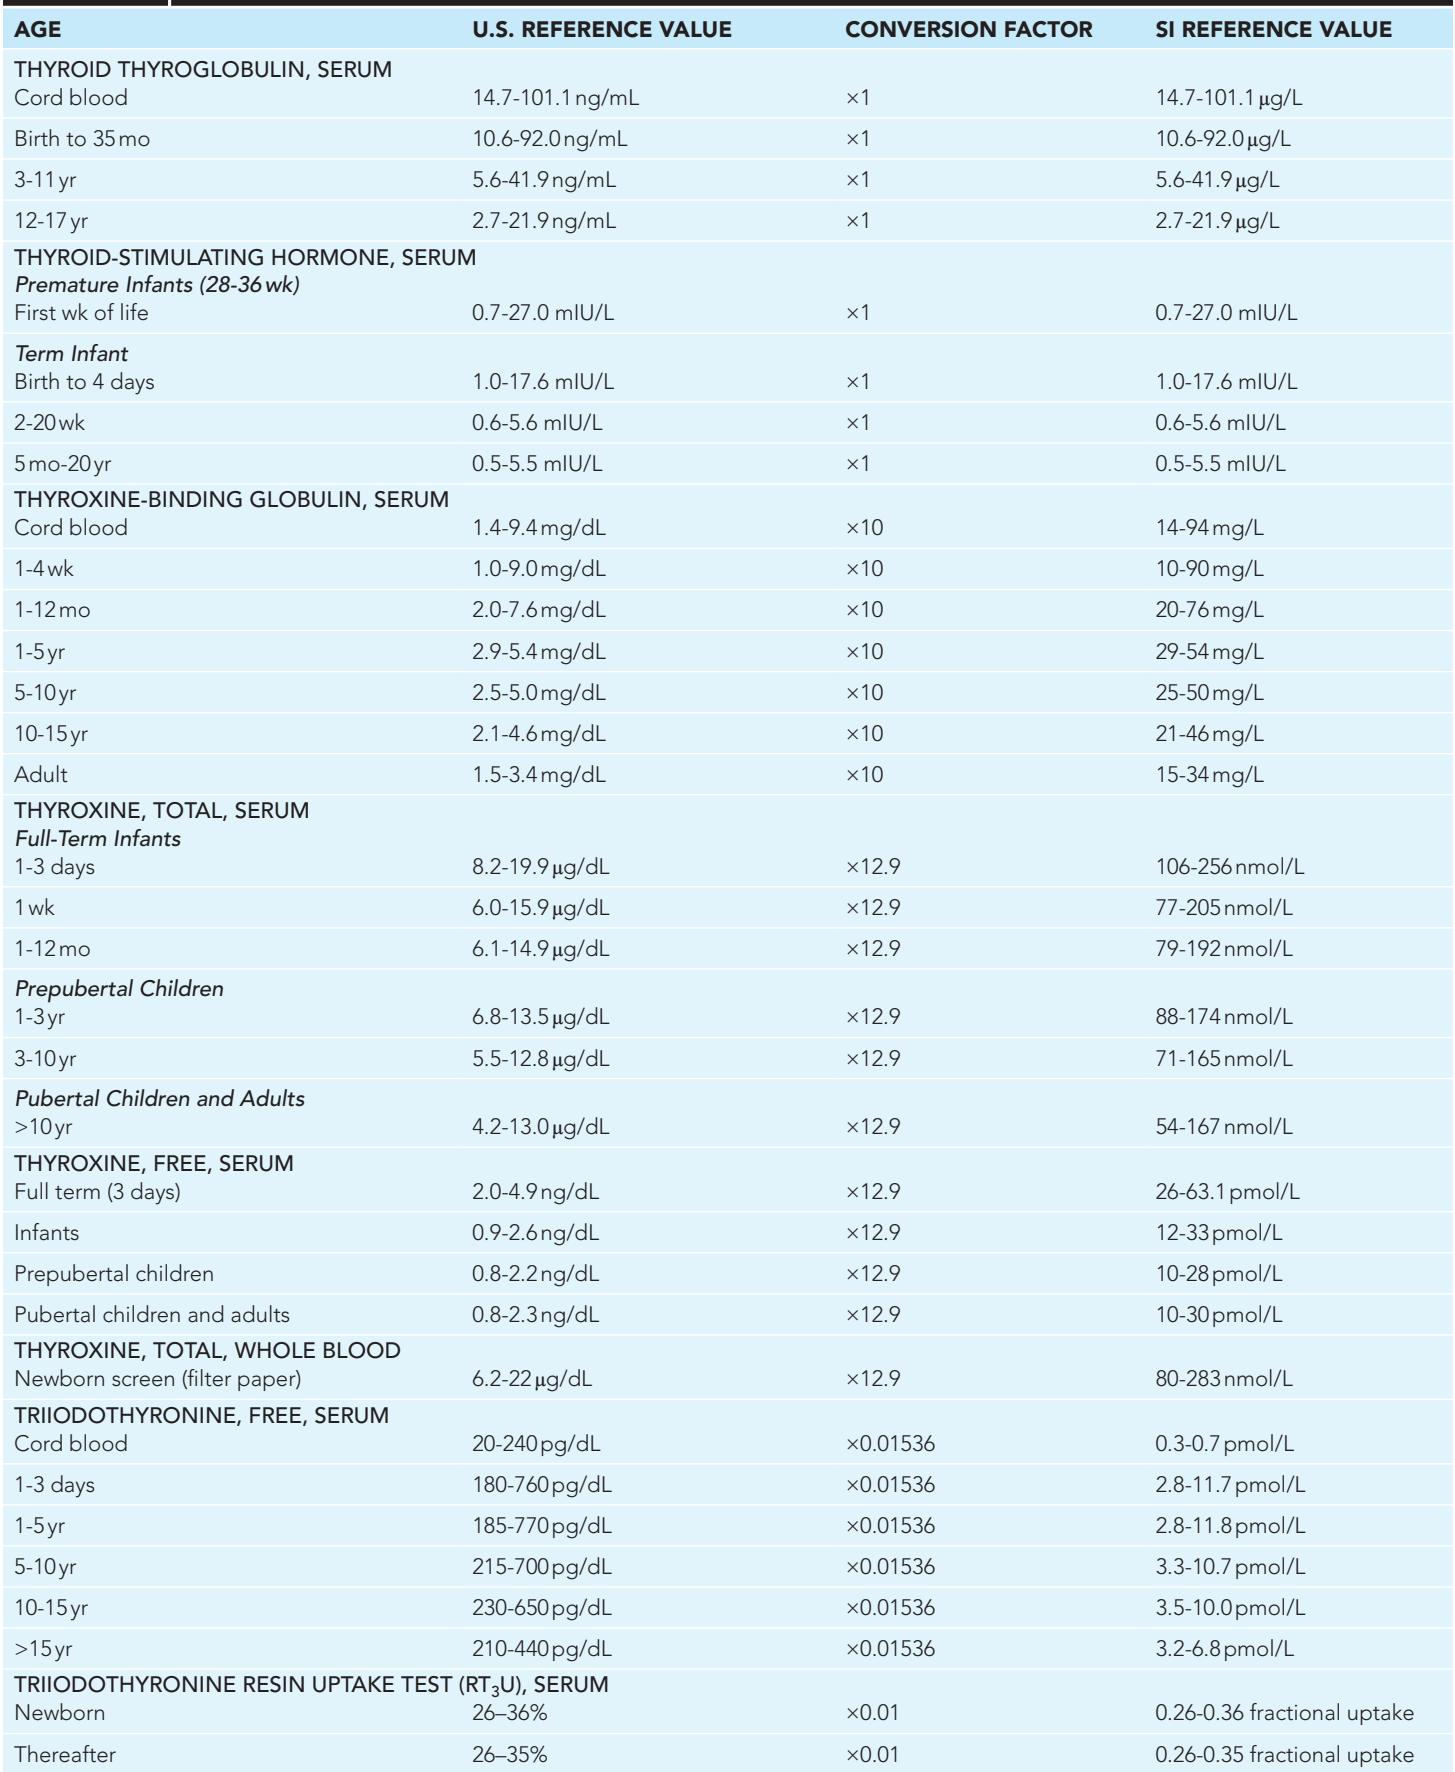 AGE U.S. REFERENCE VALUE CONVERSION FACTOR SI REFERENCE VALUE
THYROID THYROGLOBULIN, SERUM
Cord blood 14.7-101.1 ng/mL ×1 14.7-101.1 μg/L
Birth to 35 mo 10.6-92.0 ng/mL ×1 10.6-92.0 μg/L
3-11 yr 5.6-41.9 ng/mL ×1 5.6-41.9 μg/L
12-17 yr 2.7-21.9 ng/mL ×1 2.7-21.9 μg/L
THYROID-STIMULATING HORMONE, SERUM
Premature Infants (28-36 wk)
First wk of life 0.7-27.0 mIU/L ×1 0.7-27.0 mIU/L
Term Infant
Birth to 4 days 1.0-17.6 mIU/L ×1 1.0-17.6 mIU/L
2-20 wk 0.6-5.6 mIU/L ×1 0.6-5.6 mIU/L
5 mo-20 yr 0.5-5.5 mIU/L ×1 0.5-5.5 mIU/L
THYROXINE-BINDING GLOBULIN, SERUM
Cord blood 1.4-9.4 mg/dL ×10 14-94 mg/L
1-4 wk 1.0-9.0 mg/dL ×10 10-90 mg/L
1-12 mo 2.0-7.6 mg/dL ×10 20-76 mg/L
1-5 yr 2.9-5.4 mg/dL ×10 29-54 mg/L
5-10 yr 2.5-5.0 mg/dL ×10 25-50 mg/L
10-15 yr 2.1-4.6 mg/dL ×10 21-46 mg/L
Adult 1.5-3.4 mg/dL ×10 15-34 mg/L
THYROXINE, TOTAL, SERUM
Full-Term Infants
1-3 days 8.2-19.9 μg/dL ×12.9 106-256 nmol/L
1 wk 6.0-15.9 μg/dL ×12.9 77-205 nmol/L
1-12 mo 6.1-14.9 μg/dL ×12.9 79-192 nmol/L
Prepubertal Children
1-3 yr 6.8-13.5 μg/dL ×12.9 88-174 nmol/L
3-10 yr 5.5-12.8 μg/dL ×12.9 71-165 nmol/L
Pubertal Children and Adults
>10 yr 4.2-13.0 μg/dL ×12.9 54-167 nmol/L
THYROXINE, FREE, SERUM
Full term (3 days) 2.0-4.9 ng/dL ×12.9 26-63.1 pmol/L
Infants 0.9-2.6 ng/dL ×12.9 12-33 pmol/L
Prepubertal children 0.8-2.2 ng/dL ×12.9 10-28 pmol/L
Pubertal children and adults 0.8-2.3 ng/dL ×12.9 10-30 pmol/L
THYROXINE, TOTAL, WHOLE BLOOD
Newborn screen (filter paper) 6.2-22 μg/dL ×12.9 80-283 nmol/L
TRIIODOTHYRONINE, FREE, SERUM
Cord blood 20-240 pg/dL ×0.01536 0.3-0.7 pmol/L
1-3 days 180-760 pg/dL ×0.01536 2.8-11.7 pmol/L
1-5 yr 185-770 pg/dL ×0.01536 2.8-11.8 pmol/L
5-10 yr 215-700 pg/dL ×0.01536 3.3-10.7 pmol/L
10-15 yr 230-650 pg/dL ×0.01536 3.5-10.0 pmol/L
>15 yr 210-440 pg/dL ×0.01536 3.2-6.8 pmol/L
TRIIODOTHYRONINE RESIN UPTAKE TEST (RT₃U), SERUM
Newborn 26–36% ×0.01 0.26-0.36 fractional uptake
Thereafter 26–35% ×0.01 0.26-0.35 fractional uptake